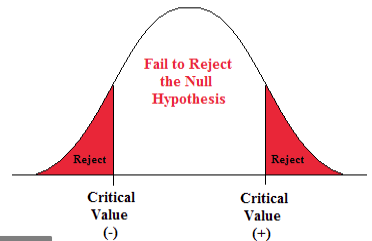 Fail to Reject
the Null
Hypothesis
Reject
Reject
Critical
Value
(-)
Critical
Value
(+)